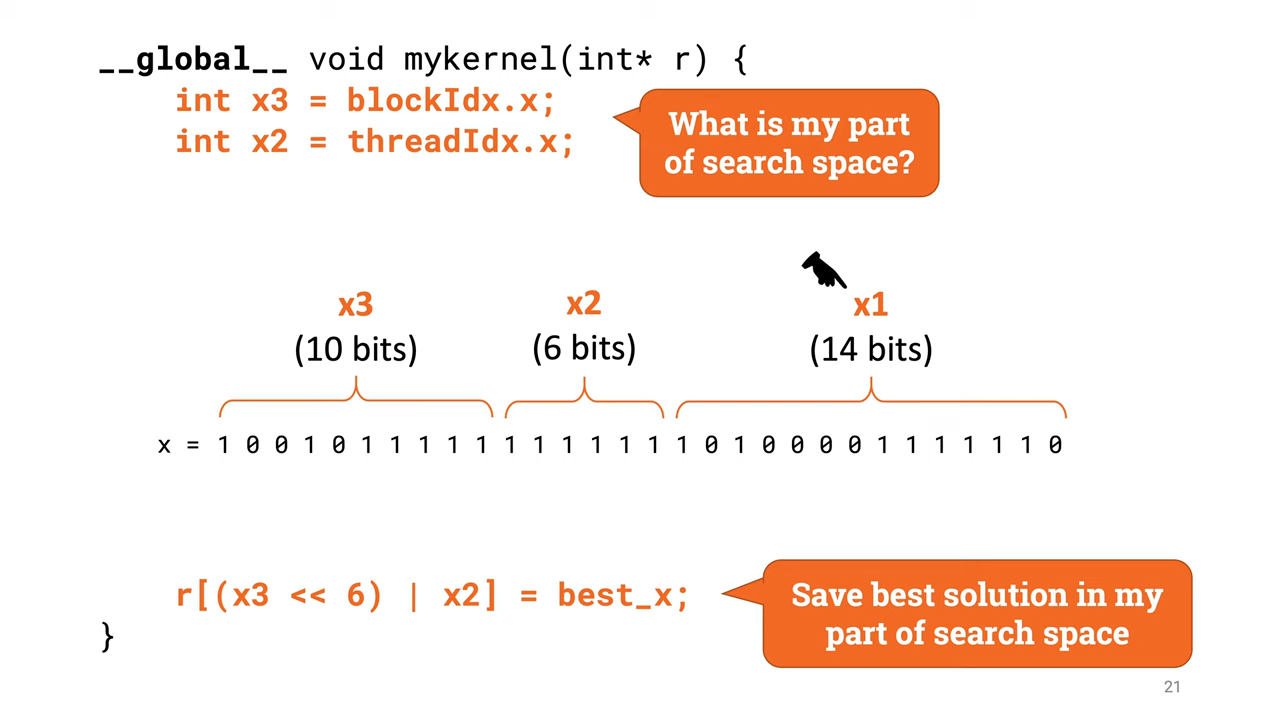 __global__ void mykernel(int* r) {
int x3 = blockIdx.x;
int x2 = threadIdx.x;
What is my part
of search space?
x3
(10 bits)
x2
(6 bits)
x1
(14 bits)
x = 1 0 0 1 0 1 1 1 1 1 1 1 1 1 1 1 1 0 1 0 0 0 0 1 1 1 1 1 1 0
r[(x3 << 6) | x2] = best_x;
Save best solution in my
part of search space
}
21